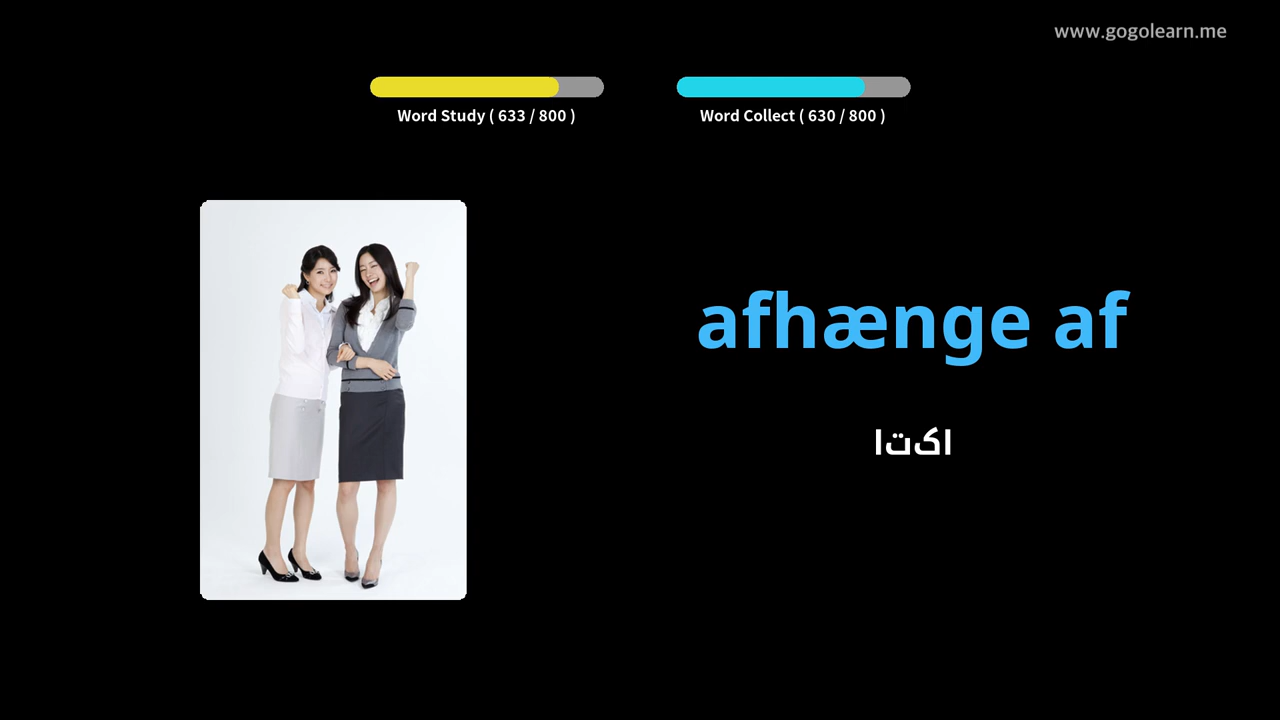 www.gogolearn.me
Word Study ( 633 / 800 )
Word Collect ( 630 / 800 )
afhænge af
اکتا